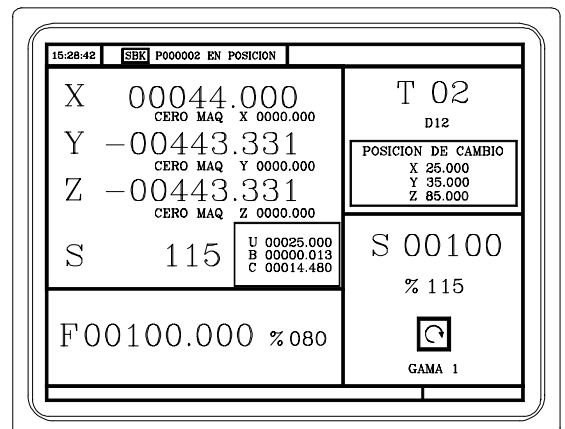 15:28:42 SBK P000002 EN POSICION
X 00044.000
CERO MAQ X 0000.000
Y -00443.331
CERO MAQ Y 0000.000
Z -00443.331
CERO MAQ Z 0000.000
S 115
U 00025.000
B 00000.013
C 00014.480
F00100.000 %080
T 02
D12
POSICION DE CAMBIO
X 25.000
Y 35.000
Z 85.000
S 00100
% 115
GAMA 1